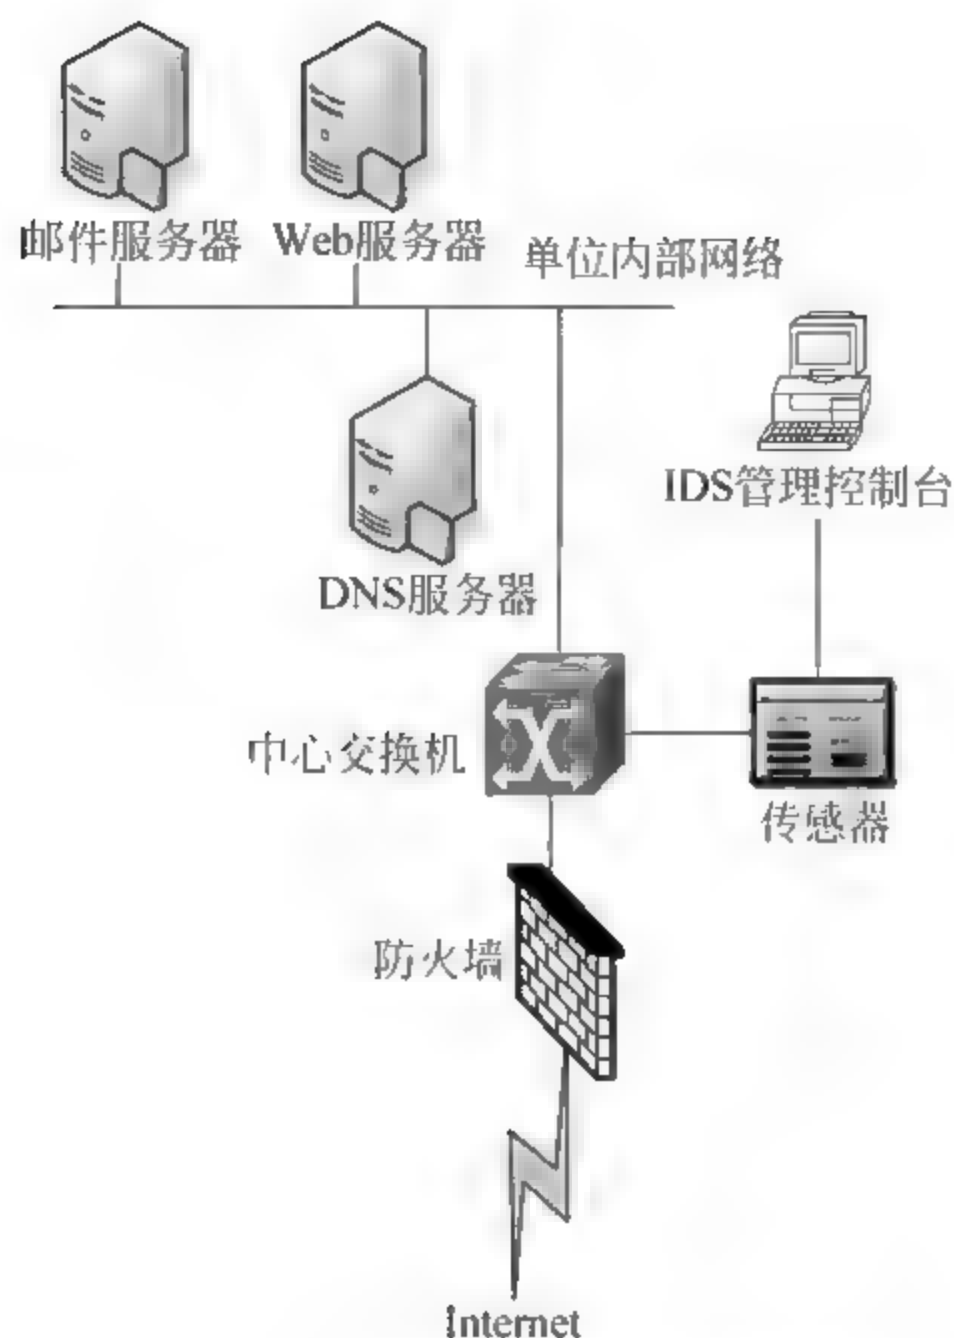 邮件服务器 Web服务器
单位内部网络
IDS管理控制台
DNS服务器
中心交换机
传感器
防火墙
Internet